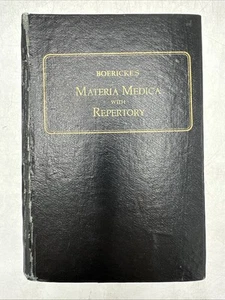 BOERICKE'S
MATERIA MEDICA
WITH
REPERTORY